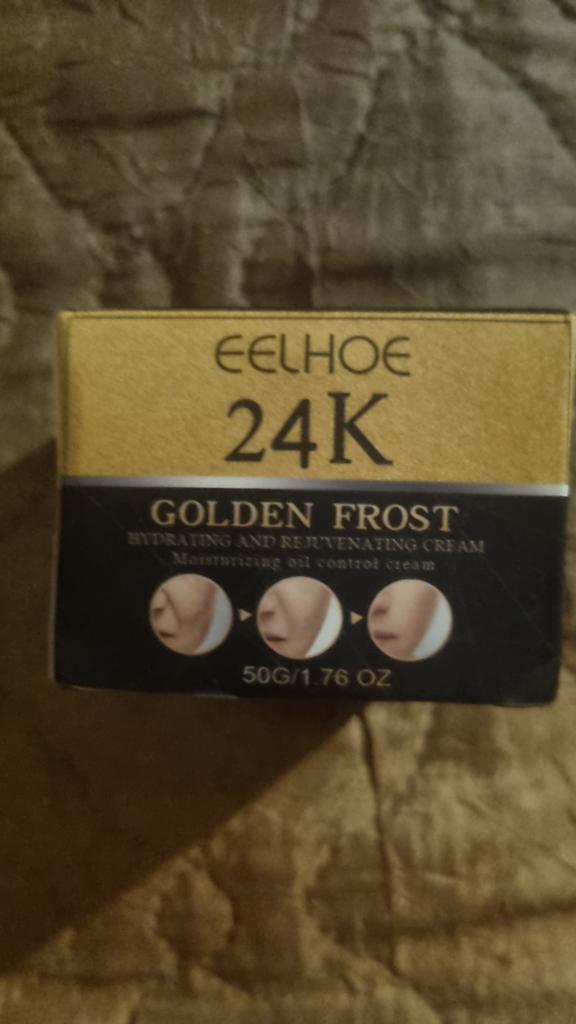 EELHOE
24K
GOLDEN FROST
HYDRATING AND REJUVENATING CREAM
Moisturizing oil control cream
50G/1.76 OZ